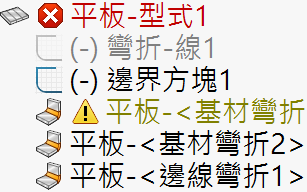 平板-型式1
(-) 彎折-線1
(-) 邊界方塊1
平板-<基材彎折
平板-<基材彎折2>
平板-<邊線彎折1>